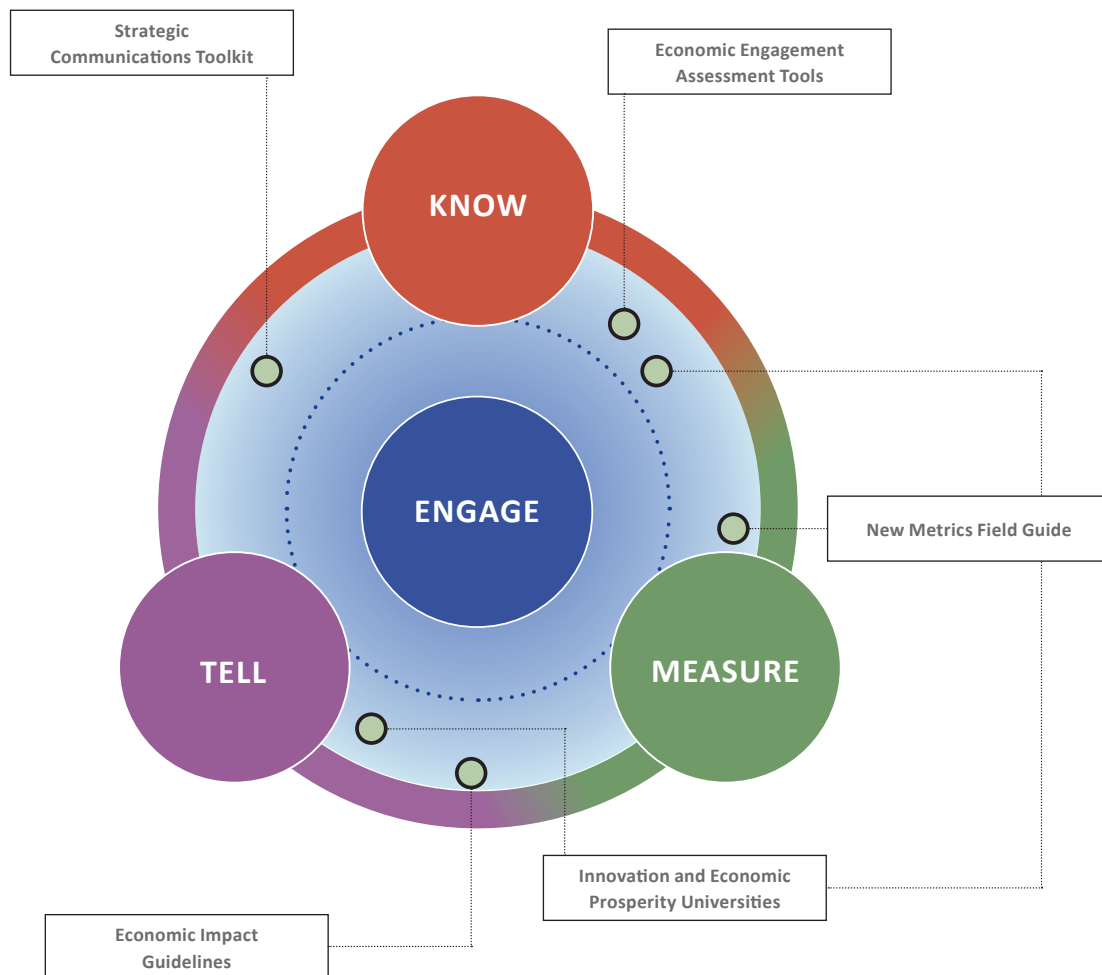 Strategic
Communications Toolkit
Economic Engagement
Assessment Tools
KNOW
ENGAGE
New Metrics Field Guide
TELL
MEASURE
Innovation and Economic
Prosperity Universities
Economic Impact
Guidelines